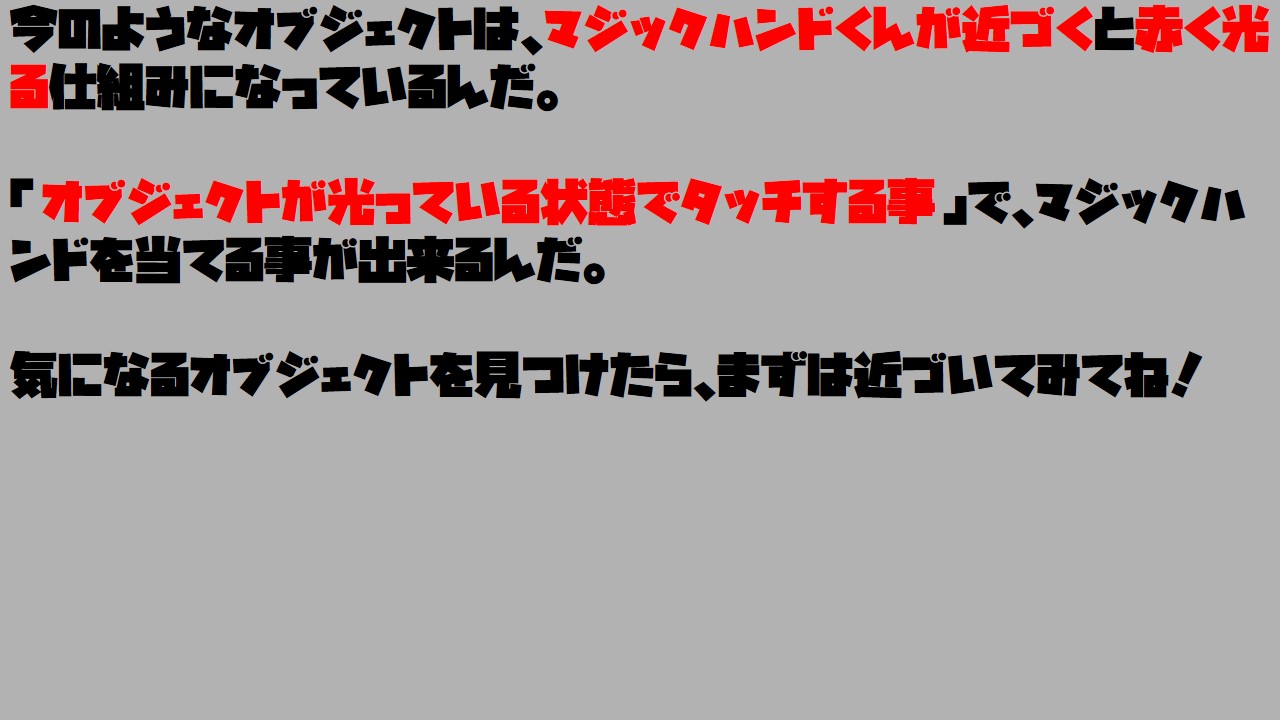 今のようなオブジェクトは、マジックハンドくんが近づくと赤く光
る仕組みになっているんだ。
「オブジェクトが光っている状態でタッチする事」で、マジックハ
ンドを当てる事が出来るんだ。
気になるオブジェクトを見つけたら、まずは近づいてみてね！